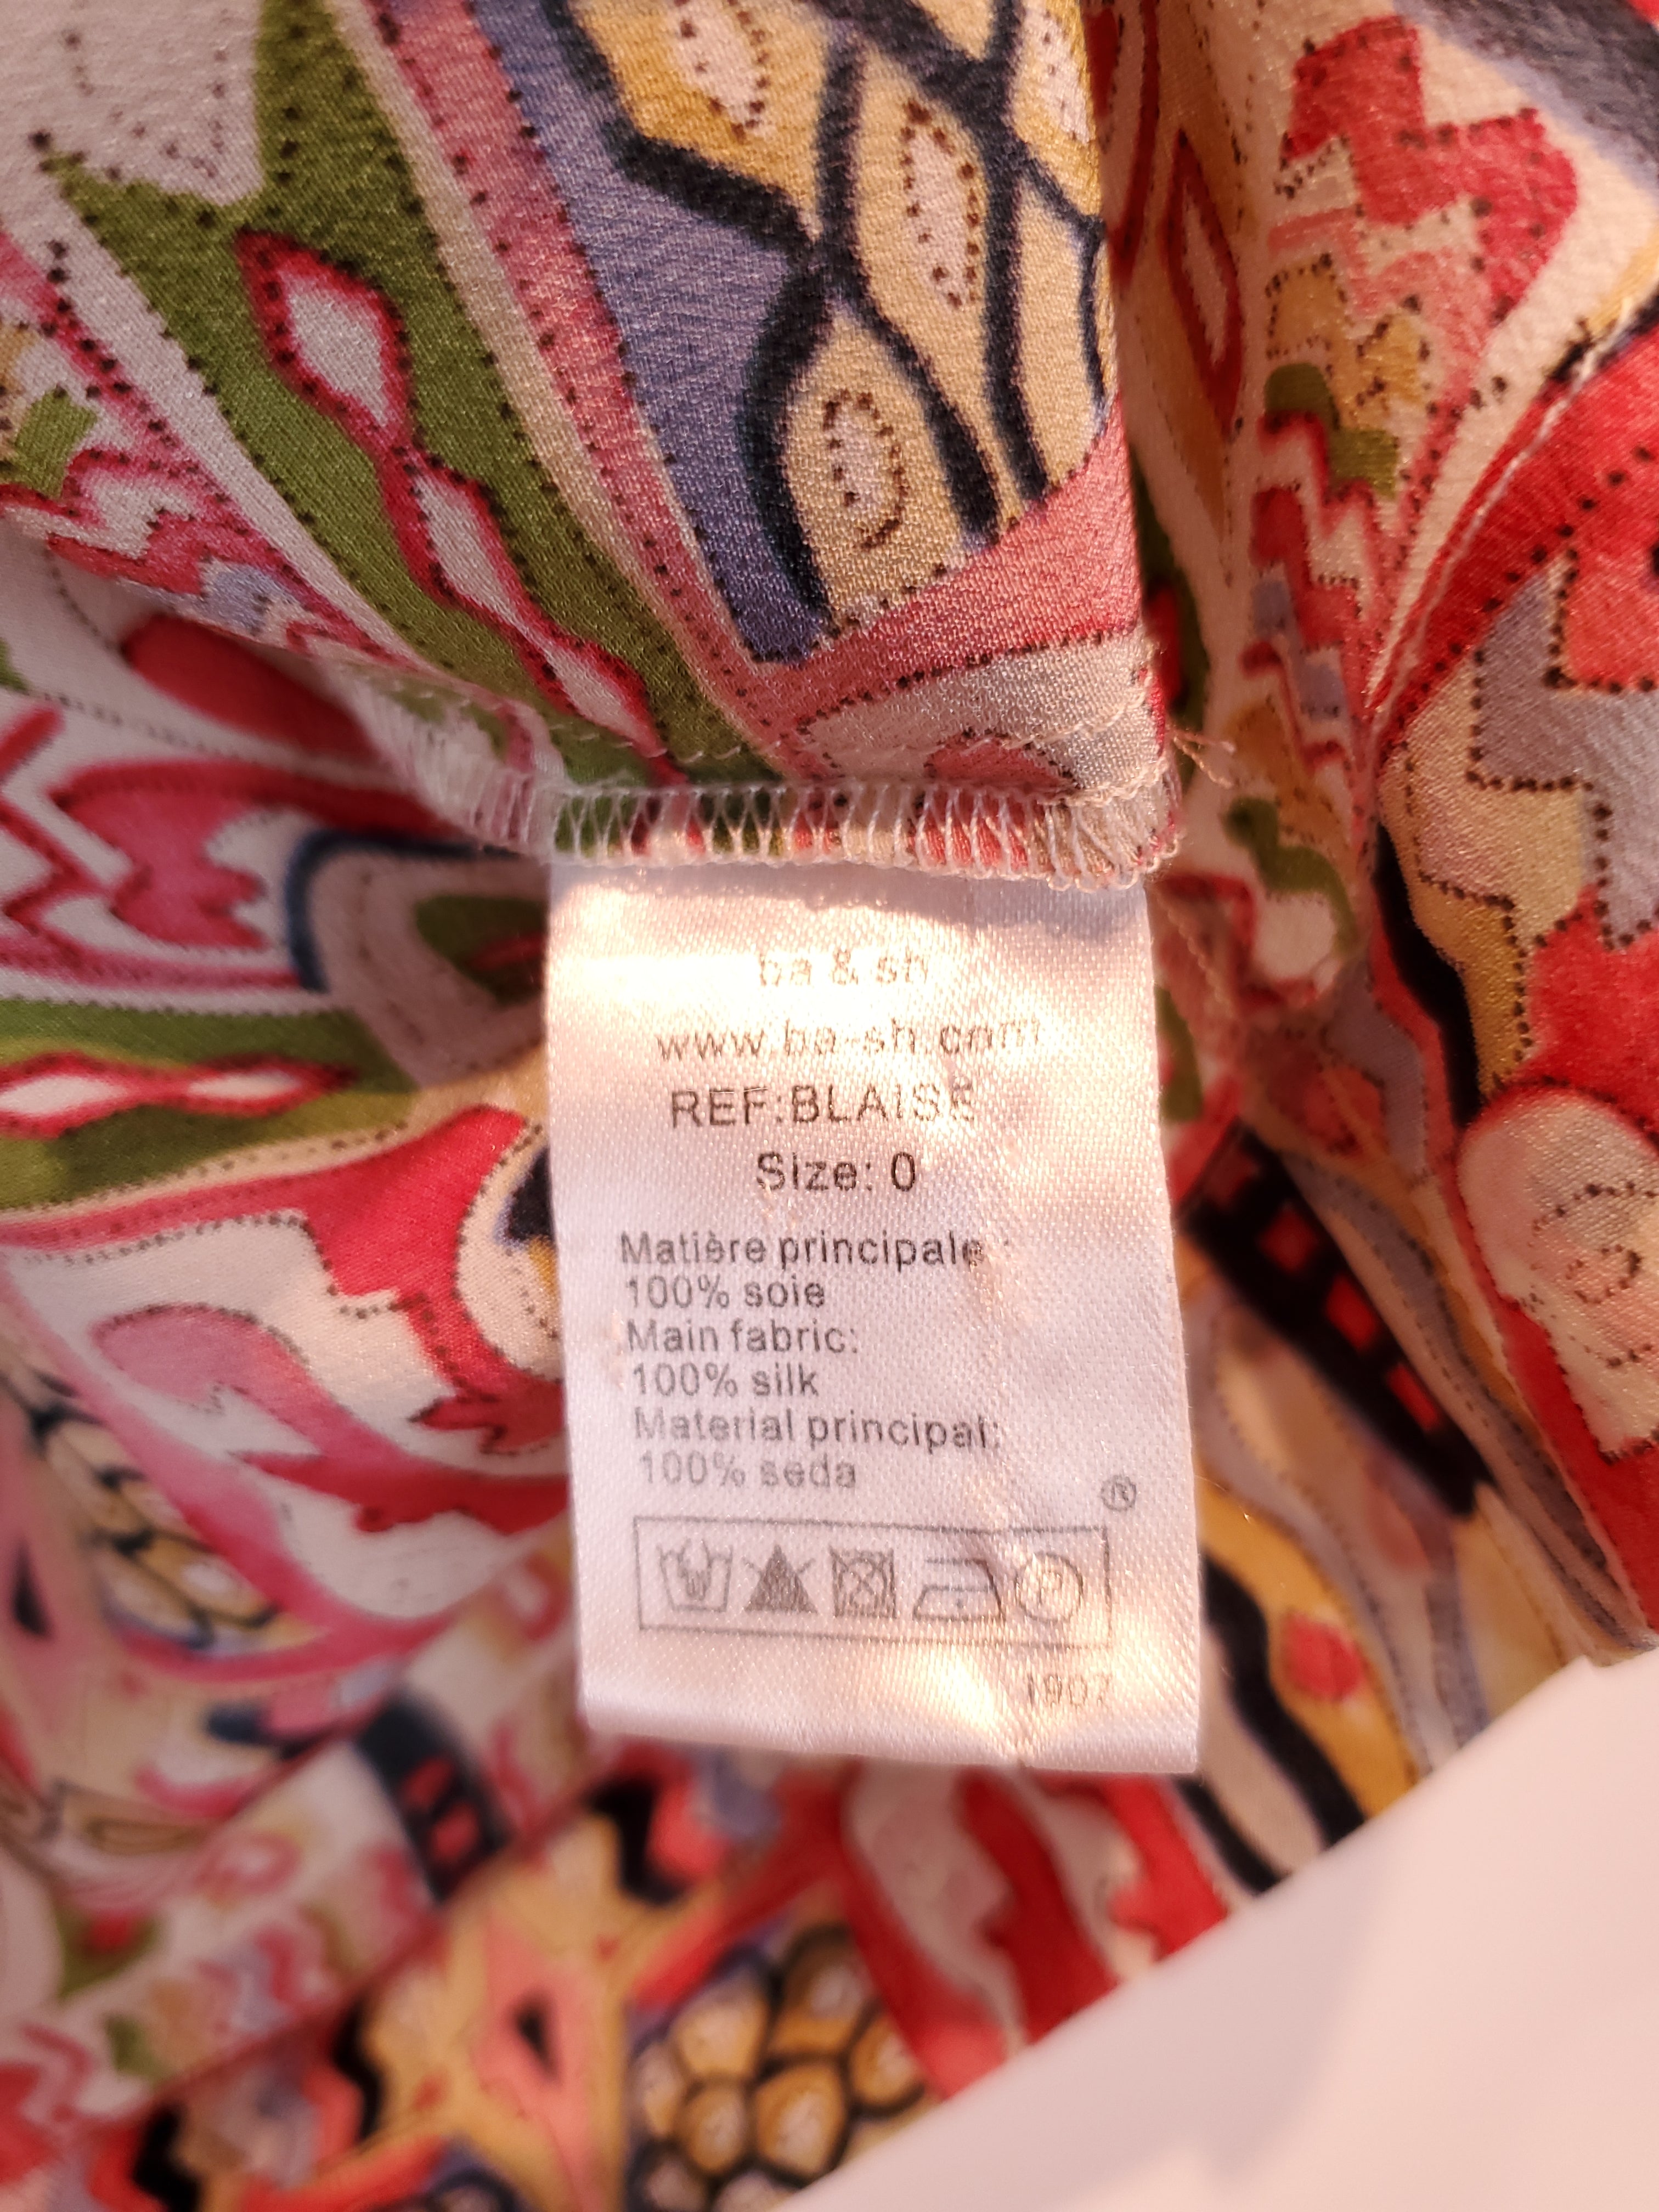 ba & sh
www.ba-sh.com
REF:BLAISE
Size: 0
Matière principale :
100% soie
Main fabric:
100% silk
Material principal:
100% seda
®
P
1907